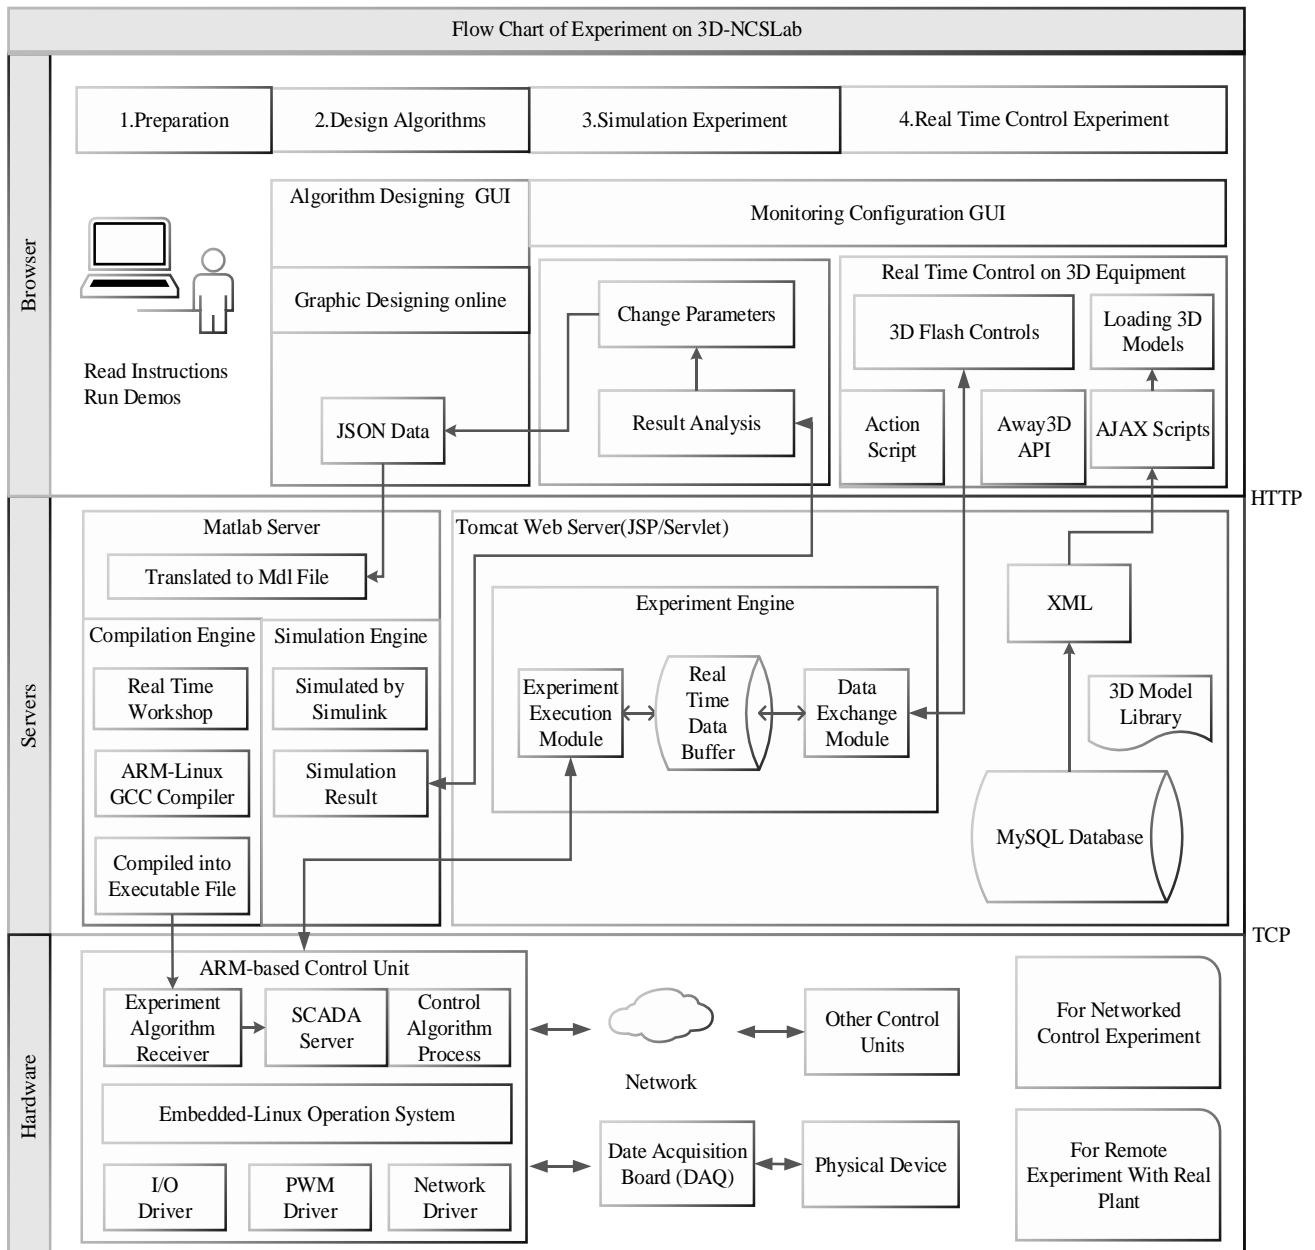 Flow Chart of Experiment on 3D-NCSLab
Browser
1.Preparation
2.Design Algorithms
3.Simulation Experiment
4.Real Time Control Experiment
Algorithm Designing GUI
Monitoring Configuration GUI
Graphic Designing online
Read Instructions
Run Demos
JSON Data
Change Parameters
Result Analysis
Real Time Control on 3D Equipment
3D Flash Controls
Loading 3D
Models
Action
Script
Away3D
API
AJAX Scripts
HTTP
Servers
Matlab Server
Translated to Mdl File
Compilation Engine
Real Time
Workshop
ARM-Linux
GCC Compiler
Compiled into
Executable File
Simulation Engine
Simulated by
Simulink
Simulation
Result
Tomcat Web Server(JSP/Servlet)
Experiment Engine
Experiment
Execution
Module
Real
Time
Data
Buffer
Data
Exchange
Module
XML
3D Model
Library
MySQL Database
TCP
Hardware
ARM-based Control Unit
Experiment
Algorithm
Receiver
SCADA
Server
Control
Algorithm
Process
Embedded-Linux Operation System
I/O
Driver
PWM
Driver
Network
Driver
Network
Other Control
Units
For Networked
Control Experiment
Date Acquisition
Board (DAQ)
Physical Device
For Remote
Experiment With Real
Plant